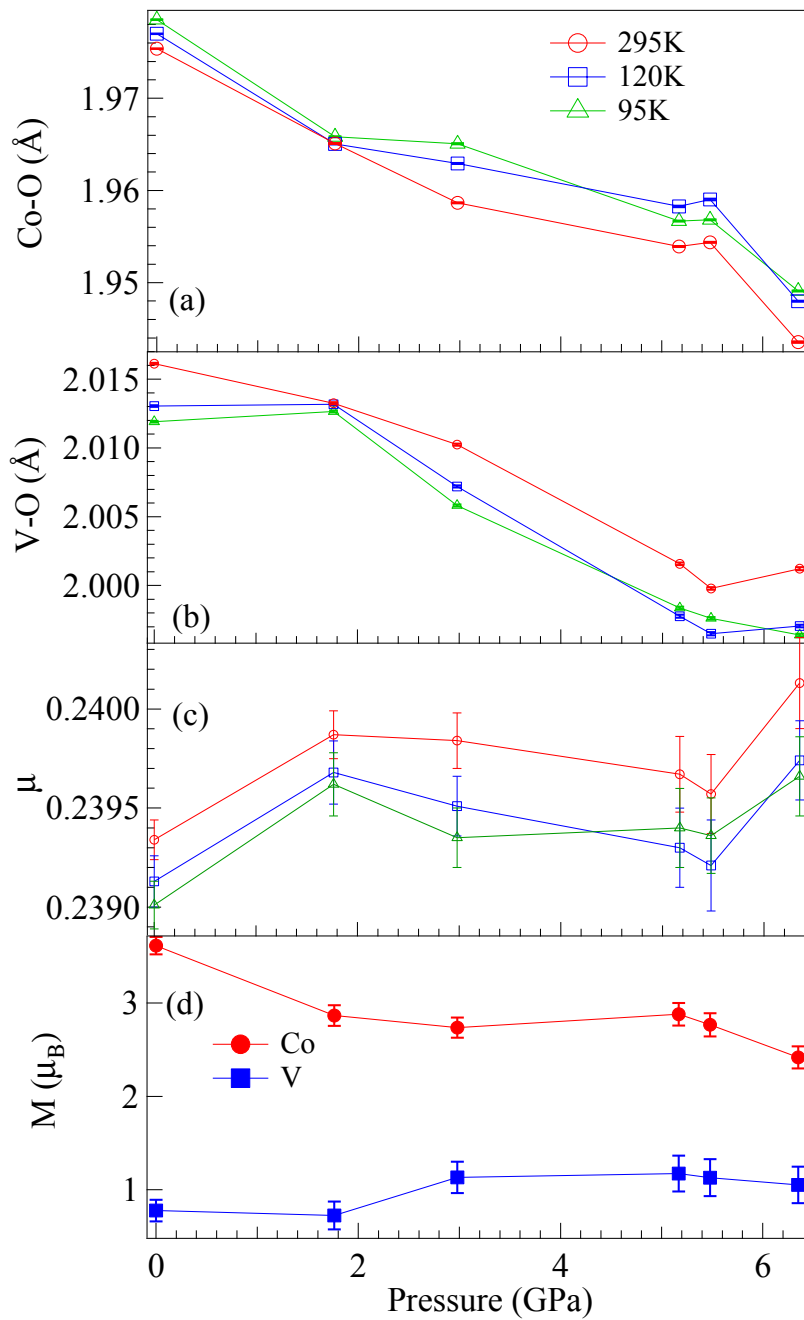 295K
120K
95K
1.97
1.96
1.95
Co-O (Å)
(a)
2.015
2.010
2.005
2.000
V-O (Å)
(b)
0.2400
0.2395
0.2390
μ
(c)
3
2
1
M (μB)
(d)
Co
V
0 2 4 6
Pressure (GPa)